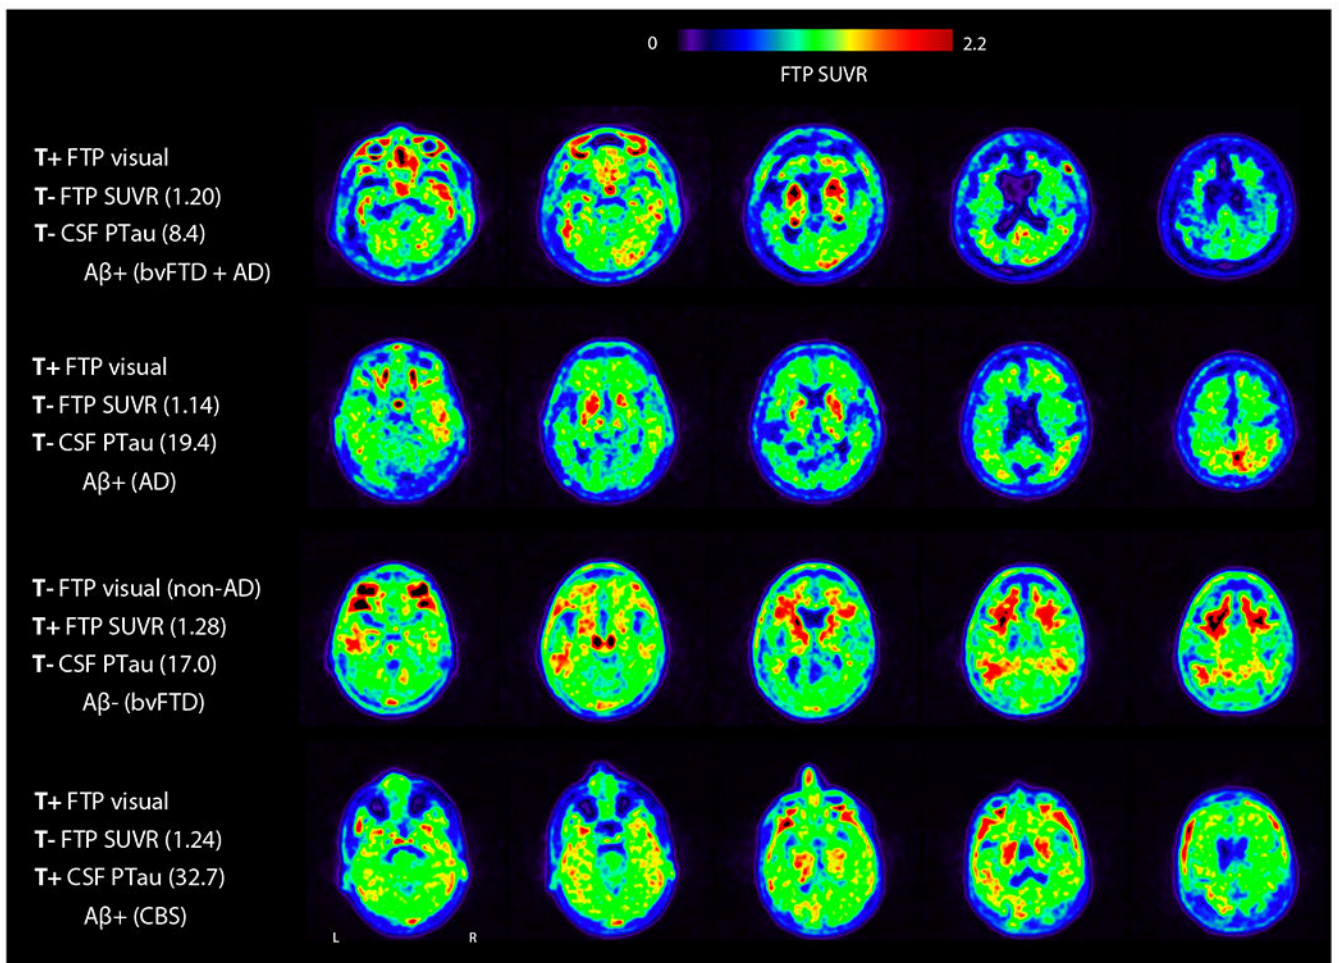 0 2.2
FTP SUVR
T+ FTP visual
T- FTP SUVR (1.20)
T- CSF PTau (8.4)
Aβ+ (bvFTD + AD)
T+ FTP visual
T- FTP SUVR (1.14)
T- CSF PTau (19.4)
Aβ+ (AD)
T- FTP visual (non-AD)
T+ FTP SUVR (1.28)
T- CSF PTau (17.0)
Aβ- (bvFTD)
T+ FTP visual
T- FTP SUVR (1.24)
T+ CSF PTau (32.7)
Aβ+ (CBS)
L R